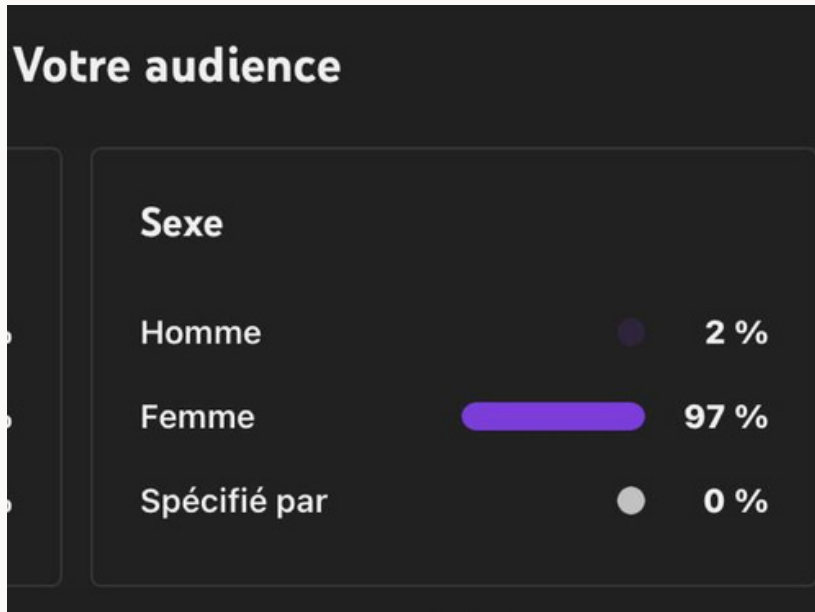 Votre audience
Sexe
Homme 2 %
Femme 97 %
Spécifié par 0 %